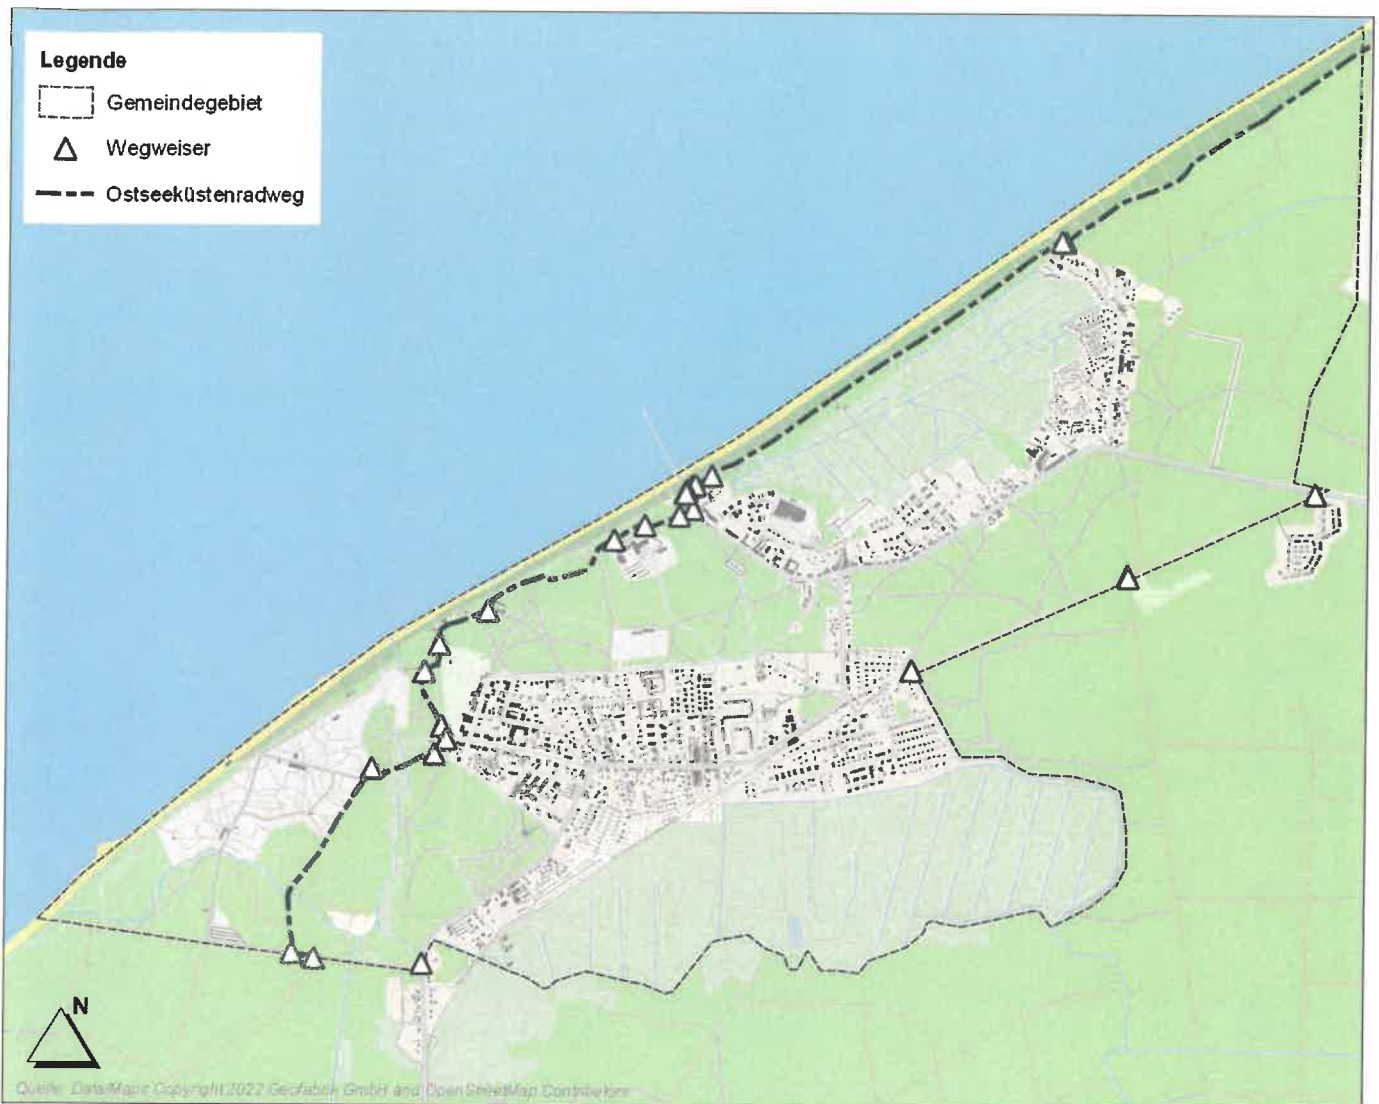 Legende
Gemeindegebiet
Wegweiser
Ostseeküstenradweg
N
Quelle: Data/Maps Copyright 2022 Geofabrik GmbH and OpenStreetMap Contributors